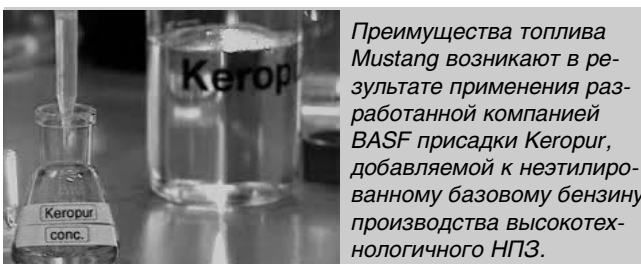 Keropur
Keropur
conc.
Преимущества топлива
Mustang возникают в ре-
зультате применения раз-
работанной компанией
BASF присадки Keropur,
добавляемой к неэтилиро-
ванному базовому бензину
производства высокотех-
нологичного НПЗ.